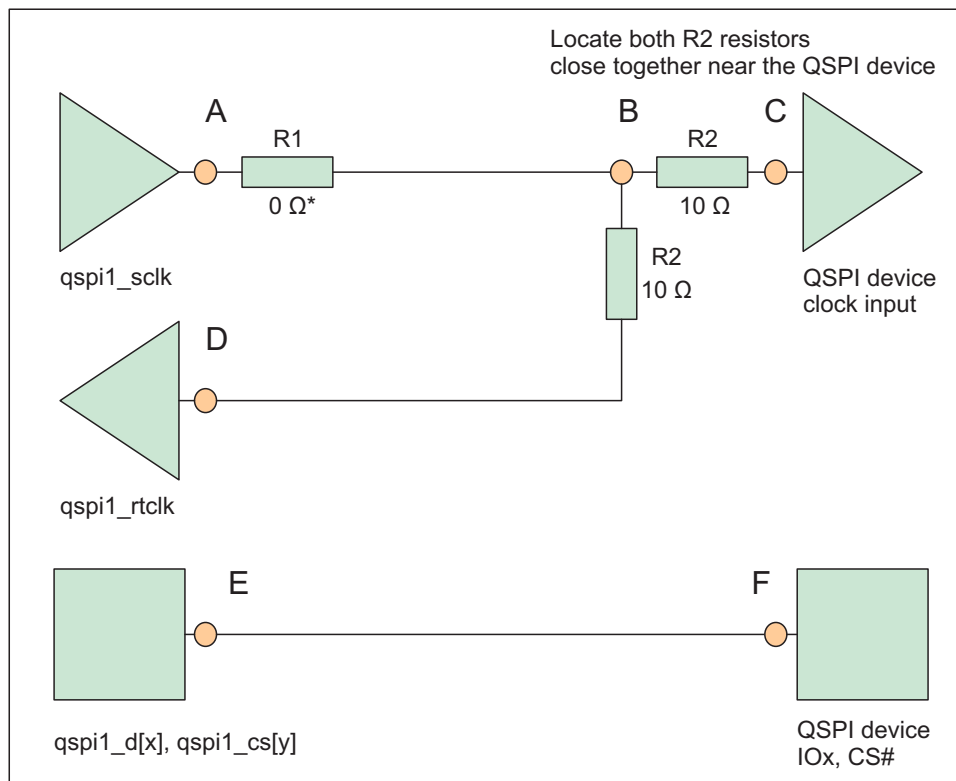 Locate both R2 resistors
close together near the QSPI device
A
B
C
R1
R2
0 Ω*
10 Ω
qspi1_sclk
R2
10 Ω
QSPI device
clock input
D
qspi1_rtclk
E
F
qspi1_d[x], qspi1_cs[y]
QSPI device
IOx, CS#